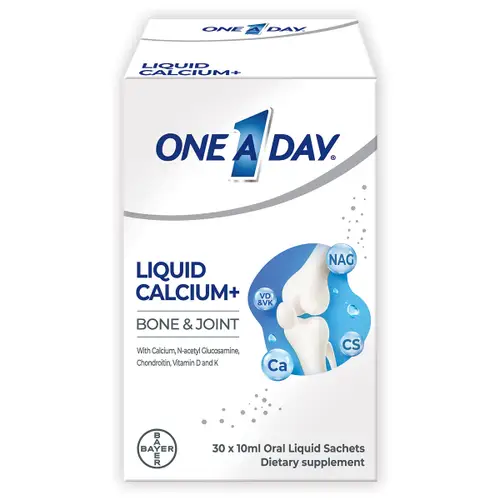 ONE A DAY
LIQUID
CALCIUM+
ONE A DAY®
1
LIQUID
CALCIUM+
BONE & JOINT
With Calcium, N-acetyl Glucosamine,
Chondroitin, Vitamin D and K
NAG
VD
&VK
CS
Ca
BAYER
BAYER
30 x 10ml Oral Liquid Sachets
Dietary supplement